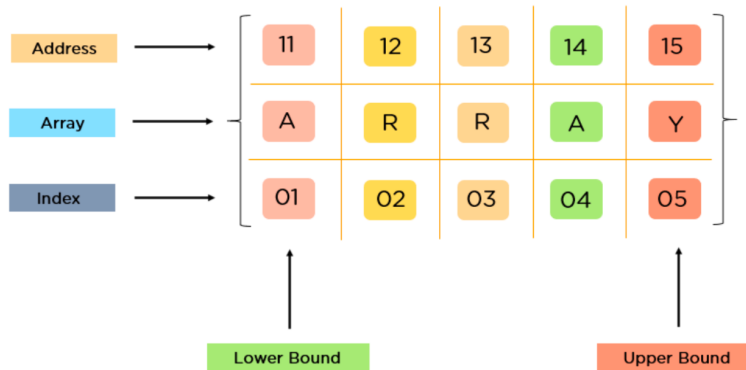 Address 11 12 13 14 15
Array A R R A Y
Index 01 02 03 04 05
Lower Bound Upper Bound